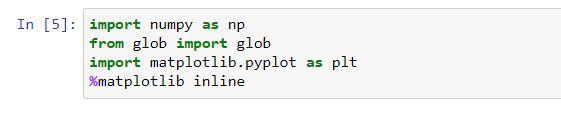 In [5]: import numpy as np
from glob import glob
import matplotlib.pyplot as plt
%matplotlib inline